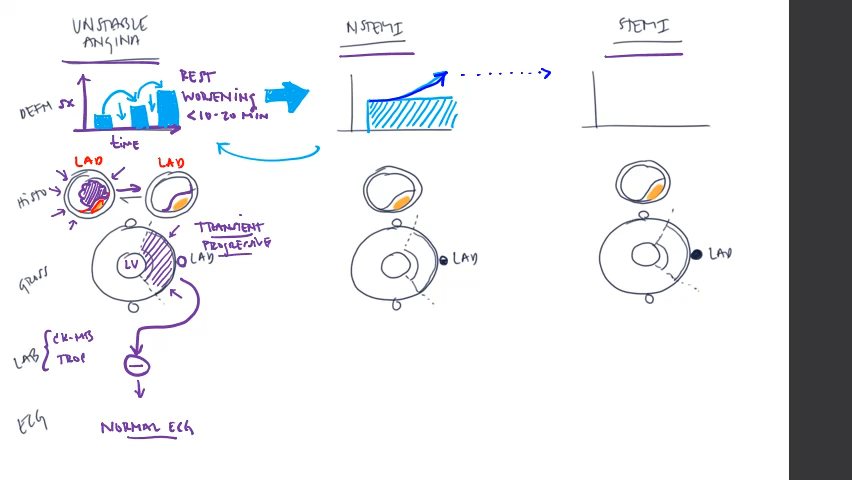 UNSTABLE
ANGINA
NSTEMI
STEMI
DEFN
SX
REST
WORSENING
<10-20 MIN
time
LAD
LAD
HISTO
TRANSIENT
PROGRESSIVE
LV
LAD
LAD
LAD
GROSS
LAB
CK-MB
TROP
−
ECG
NORMAL ECG